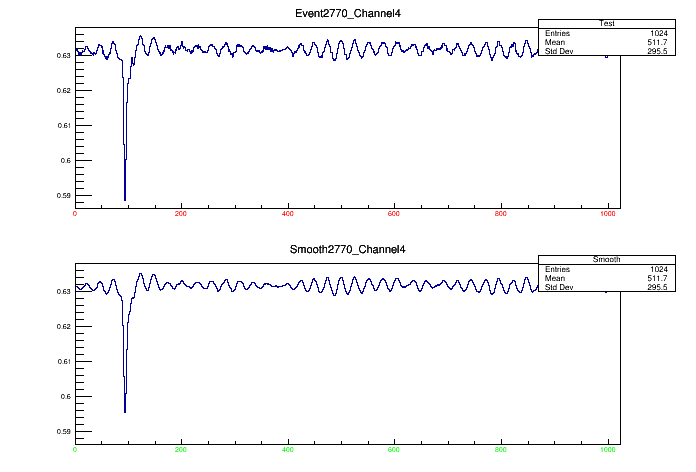 Event2770_Channel4
Test
Entries 1024
Mean 511.7
Std Dev 295.5
0.63
0.62
0.61
0.6
0.59
0 200 400 600 800 1000
Smooth2770_Channel4
Smooth
Entries 1024
Mean 511.7
Std Dev 295.5
0.63
0.62
0.61
0.6
0.59
0 200 400 600 800 1000